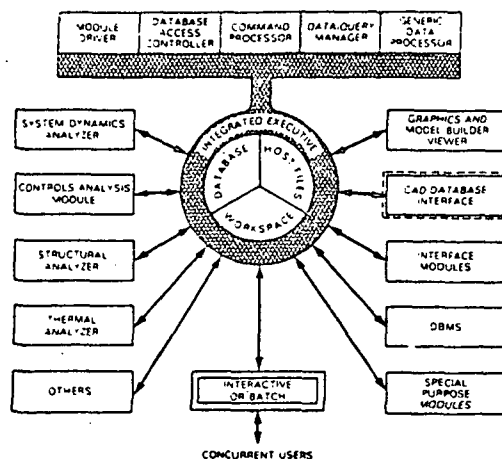 MODULE
DRIVER
DATABASE
ACCESS
CONTROLLER
COMMAND
PROCESSOR
DATA/QUERY
MANAGER
GENERIC
DATA
PROCESSOR
INTEGRATED EXECUTIVE
DATABASE
HOST FILES
WORKSPACE
SYSTEM DYNAMICS
ANALYZER
CONTROLS ANALYSIS
MODULE
STRUCTURAL
ANALYZER
THERMAL
ANALYZER
OTHERS
GRAPHICS AND
MODEL BUILDER
VIEWER
CAD DATABASE
INTERFACE
INTERFACE
MODULES
DBMS
SPECIAL
PURPOSE
MODULES
INTERACTIVE
OR BATCH
CONCURRENT USERS